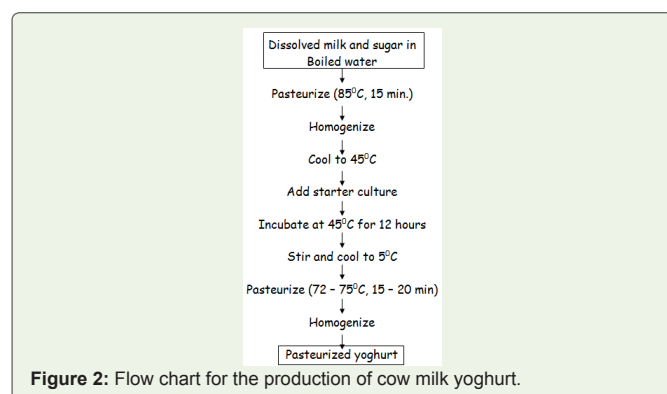 Dissolved milk and sugar in
Boiled water
Pasteurize (85⁰C, 15 min.)
Homogenize
Cool to 45⁰C
Add starter culture
Incubate at 45⁰C for 12 hours
Stir and cool to 5⁰C
Pasteurize (72 – 75⁰C, 15 – 20 min)
Homogenize
Pasteurized yoghurt
Figure 2: Flow chart for the production of cow milk yoghurt.